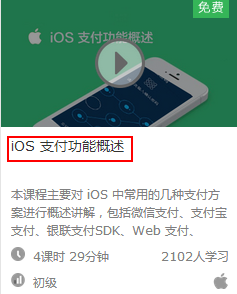 免费
iOS 支付功能概述
iOS 支付功能概述
本课程主要对 iOS 中常用的几种支付方
案进行概述讲解，包括微信支付、支付宝
支付、银联支付SDK、Web 支付、
4课时 29分钟 2102人学习
初级